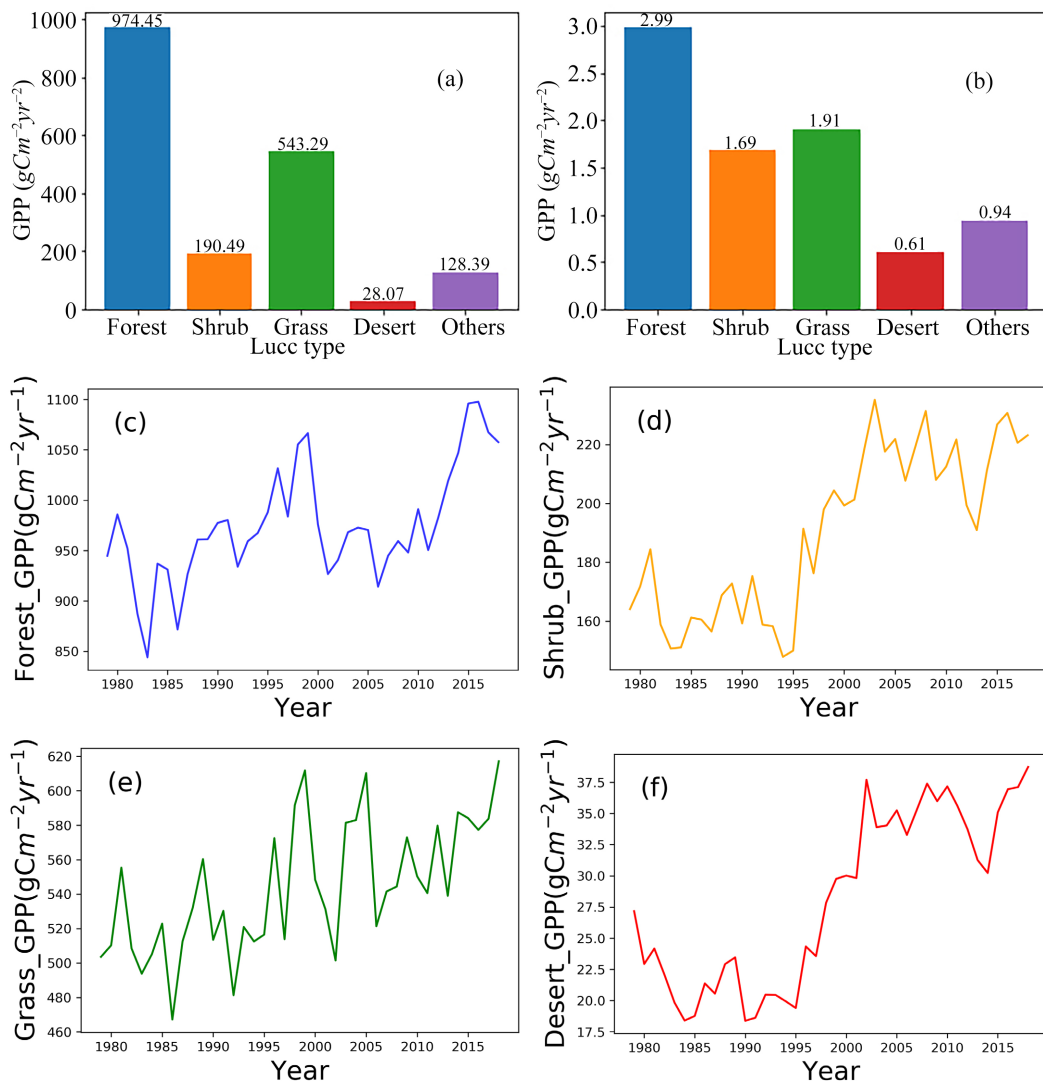 GPP (gCm⁻²yr⁻²)
1000
800
600
400
200
0
974.45
190.49
543.29
28.07
128.39
(a)
Forest Shrub Grass Desert Others
Lucc type
GPP (gCm⁻²yr⁻²)
3.0
2.5
2.0
1.5
1.0
0.5
0.0
2.99
1.69
1.91
0.61
0.94
(b)
Forest Shrub Grass Desert Others
Lucc type
Forest_GPP(gCm⁻²yr⁻¹)
1100
1050
1000
950
900
850
(c)
1980 1985 1990 1995 2000 2005 2010 2015
Year
Shrub_GPP(gCm⁻²yr⁻¹)
220
200
180
160
(d)
1980 1985 1990 1995 2000 2005 2010 2015
Year
Grass_GPP(gCm⁻²yr⁻¹)
620
600
580
560
540
520
500
480
460
(e)
1980 1985 1990 1995 2000 2005 2010 2015
Year
Desert_GPP(gCm⁻²yr⁻¹)
37.5
35.0
32.5
30.0
27.5
25.0
22.5
20.0
17.5
(f)
1980 1985 1990 1995 2000 2005 2010 2015
Year